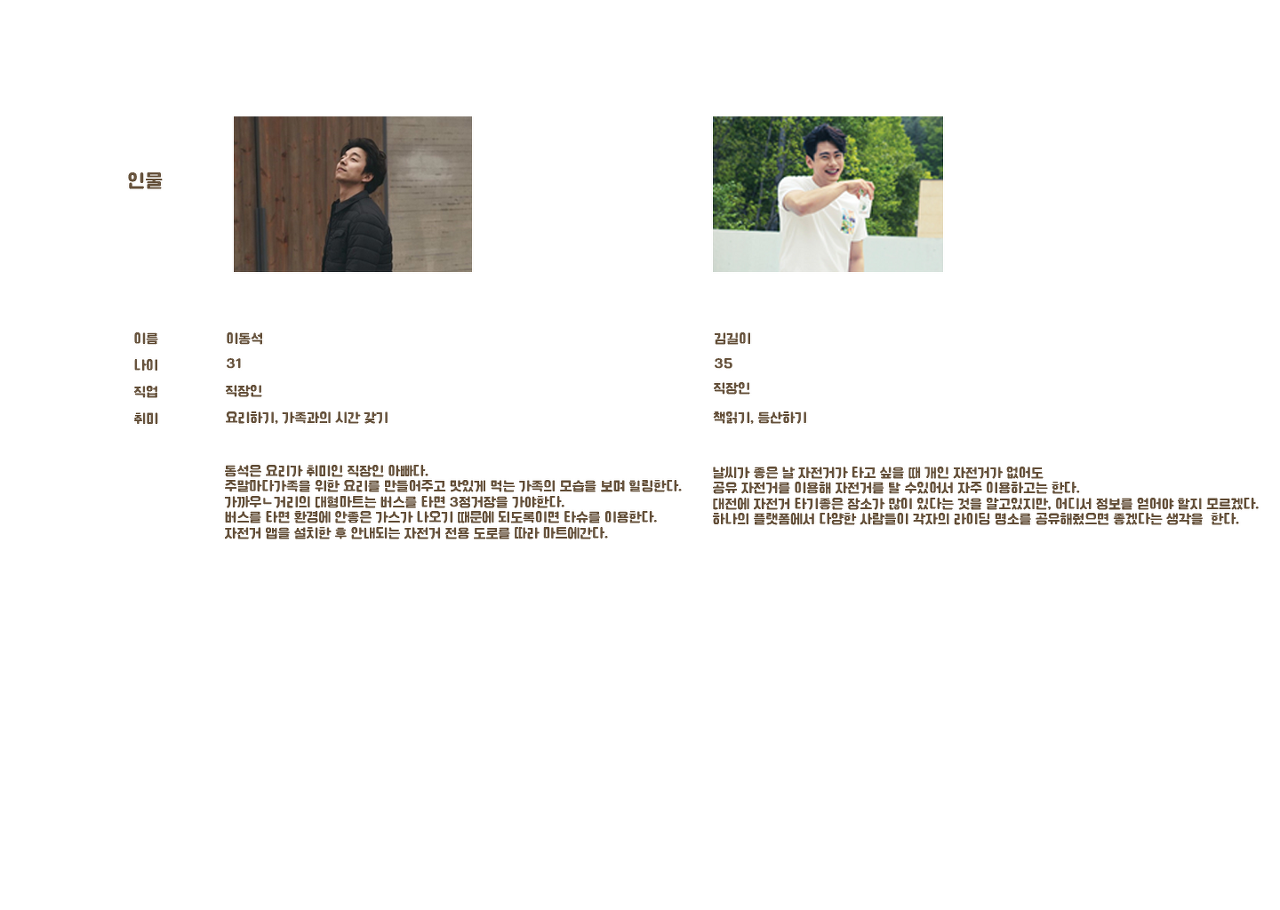 인물
이름 이동석 김길이
나이 31 35
직업 직장인 직장인
취미 요리하기, 가족과의 시간 갖기 책읽기, 등산하기
동석은 요리가 취미인 직장인 아빠다.
주말마다가족을 위한 요리를 만들어주고 맛있게 먹는 가족의 모습을 보며 힐링한다.
가까우ㄴ거리의 대형마트는 버스를 타면 3정거장을 가야한다.
버스를 타면 환경에 안좋은 가스가 나오기 때문에 되도록이면 타슈를 이용한다.
자전거 앱을 설치한 후 안내되는 자전거 전용 도로를 따라 마트에간다.
날씨가 좋은 날 자전거가 타고 싶을 때 개인 자전거가 없어도
공유 자전거를 이용해 자전거를 탈 수있어서 자주 이용하고는 한다.
대전에 자전거 타기좋은 장소가 많이 있다는 것을 알고있지만, 어디서 정보를 얻어야 할지 모르겠다.
하나의 플랫폼에서 다양한 사람들이 각자의 라이딩 명소를 공유해줬으면 좋겠다는 생각을 한다.